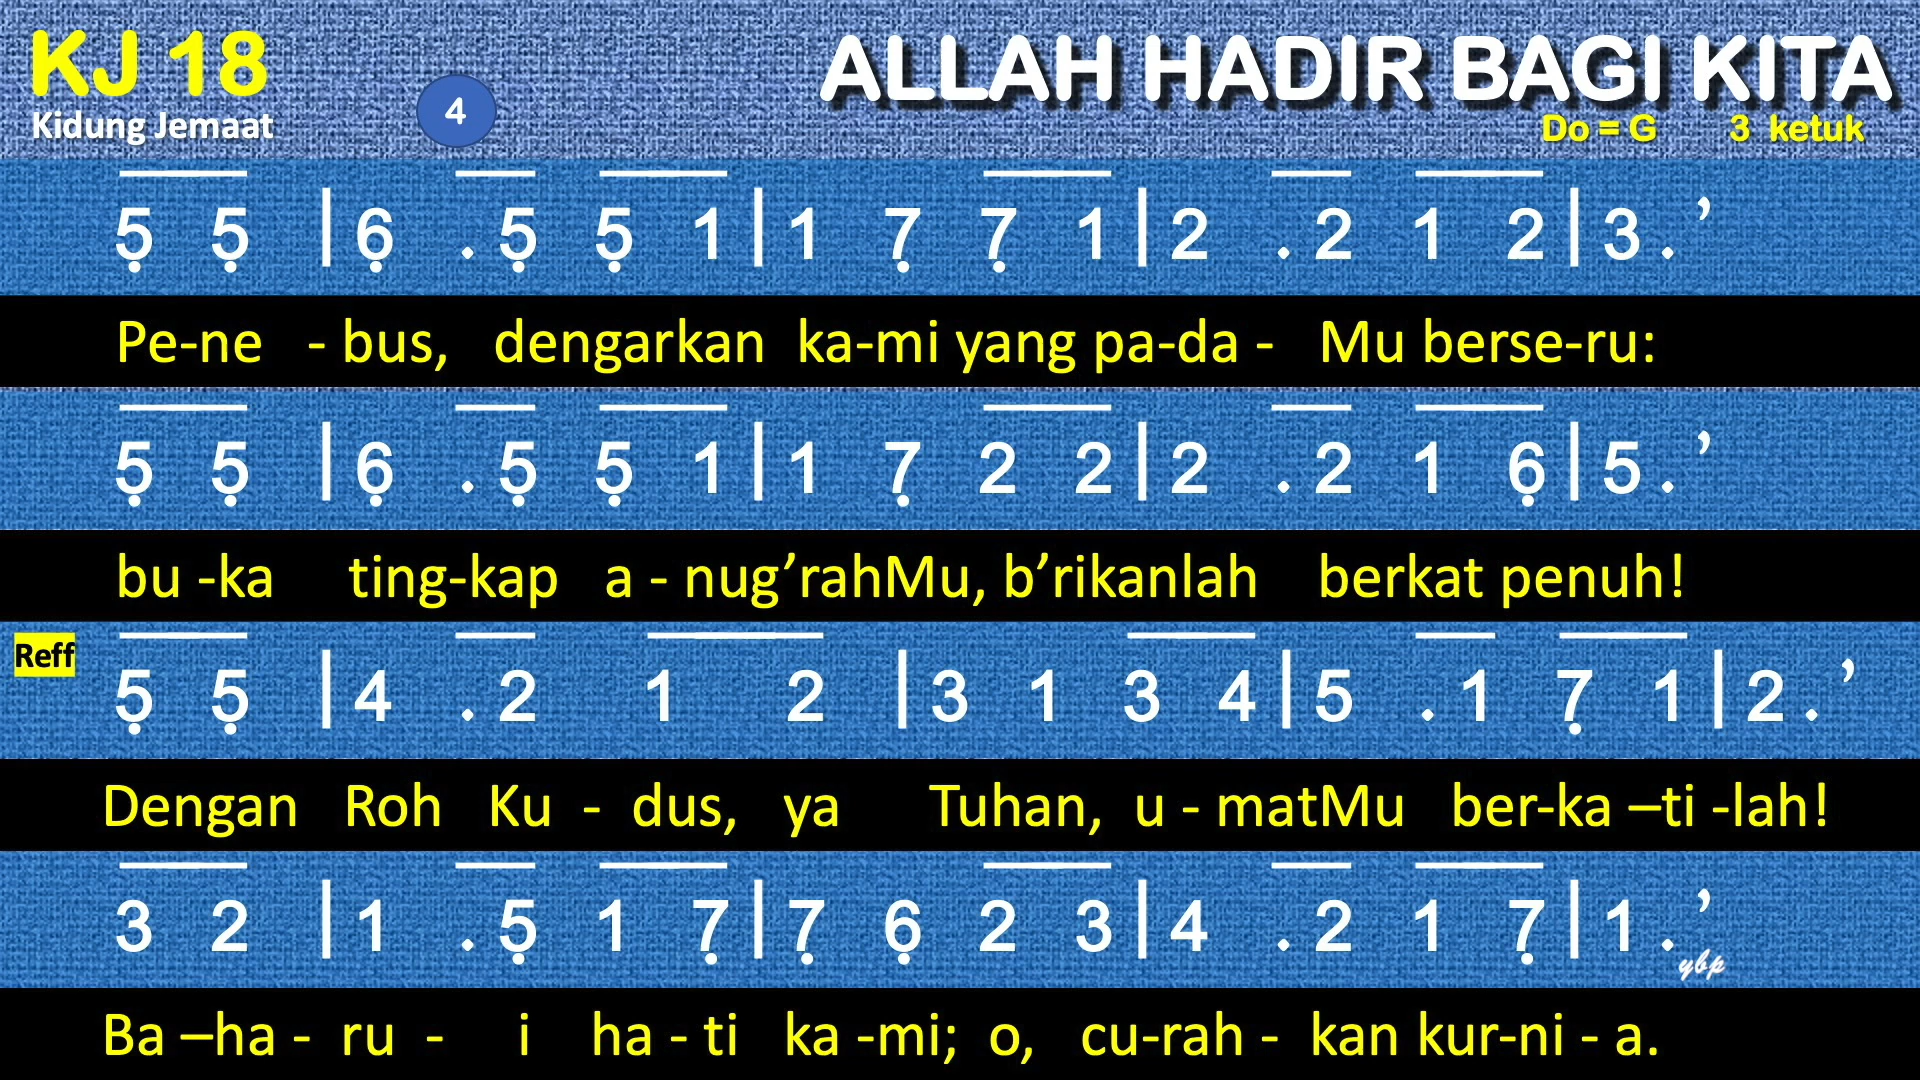 KJ 18
Kidung Jemaat
4
ALLAH HADIR BAGI KITA
Do = G 3 ketuk
5̣ 5̣ | 6̣ . 5̣ 5̣ 1 | 1 7̣ 7̣ 1 | 2 . 2 1 2 | 3 . ’
Pe-ne - bus, dengarkan ka-mi yang pa-da - Mu berse-ru:
5̣ 5̣ | 6̣ . 5̣ 5̣ 1 | 1 7̣ 2 2 | 2 . 2 1 6̣ | 5 . ’
bu -ka ting-kap a - nug’rahMu, b’rikanlah berkat penuh!
Reff
5̣ 5̣ | 4 . 2 1 2 | 3 1 3 4 | 5 . 1 7̣ 1 | 2 . ’
Dengan Roh Ku - dus, ya Tuhan, u - matMu ber-ka –ti -lah!
3 2 | 1 . 5̣ 1 7̣ | 7̣ 6̣ 2 3 | 4 . 2 1 7̣ | 1 . ’
ybp
Ba –ha - ru - i ha - ti ka -mi; o, cu-rah - kan kur-ni - a.